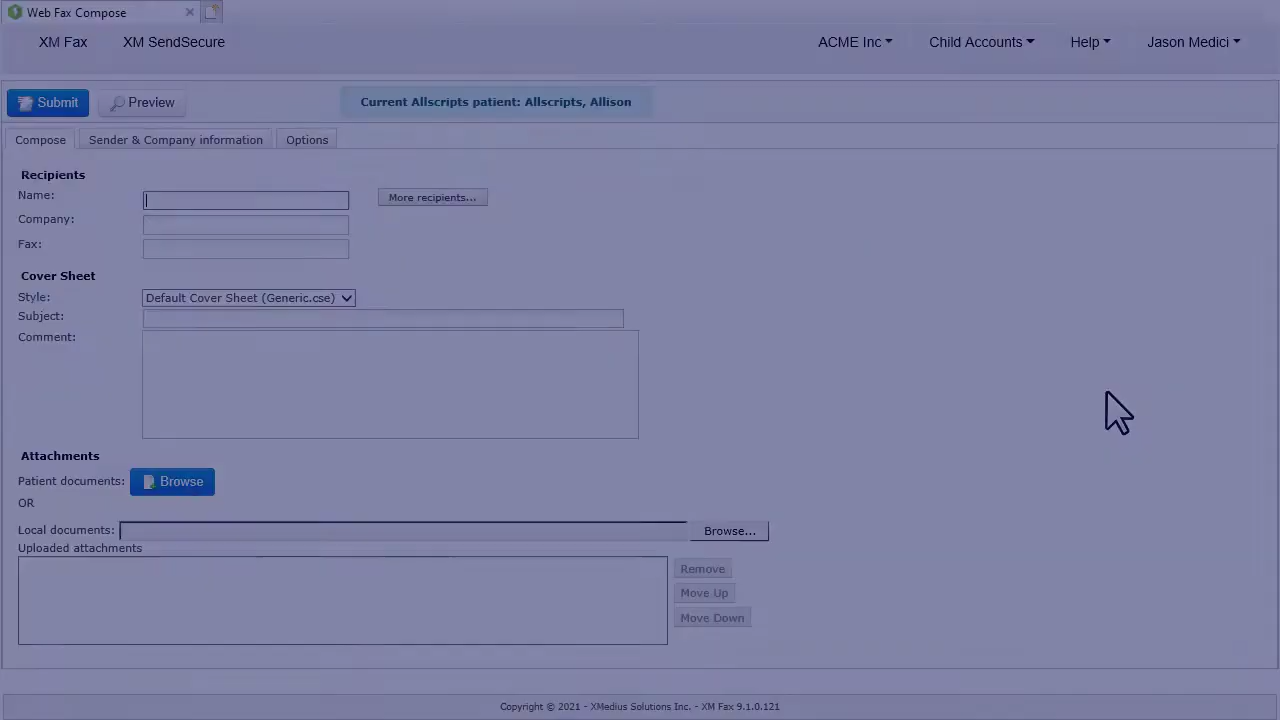 Web Fax Compose
XM Fax XM SendSecure ACME Inc Child Accounts Help Jason Medici
Submit Preview Current Allscripts patient: Allscripts, Allison
Compose Sender & Company information Options
Recipients
Name: More recipients...
Company:
Fax:
Cover Sheet
Style: Default Cover Sheet (Generic.cse)
Subject:
Comment:
Attachments
Patient documents: Browse
OR
Local documents: Browse...
Uploaded attachments
Remove
Move Up
Move Down
Copyright © 2021 - XMedius Solutions Inc. - XM Fax 9.1.0.121